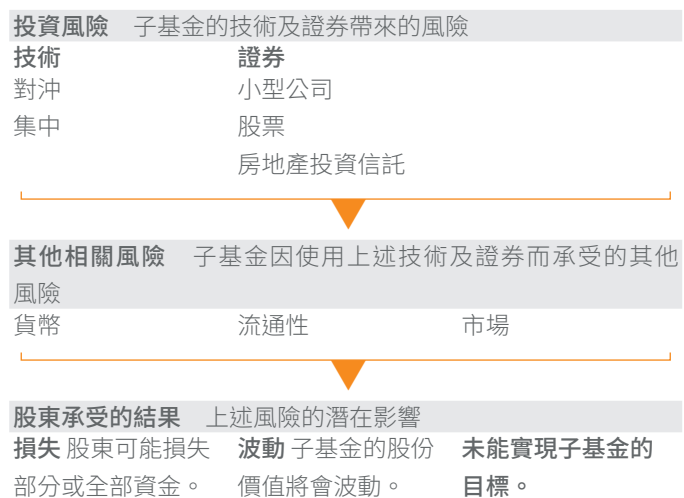 投資風險 子基金的技術及證券帶來的風險
技術 證券
對沖 小型公司
集中 股票
房地產投資信託
其他相關風險 子基金因使用上述技術及證券而承受的其他
風險
貨幣 流通性 市場
股東承受的結果 上述風險的潛在影響
損失 股東可能損失 波動 子基金的股份 未能實現子基金的
部分或全部資金。 價值將會波動。 目標。